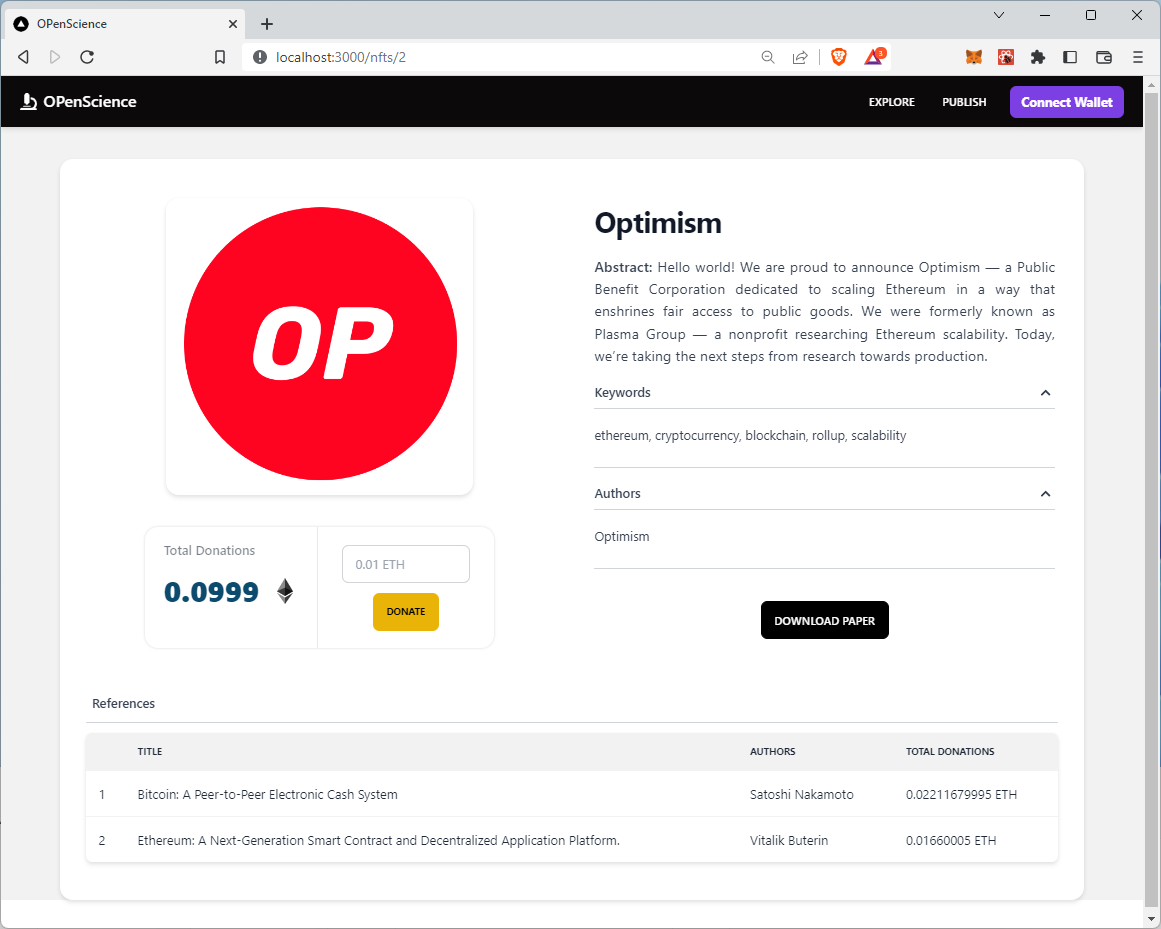 OPenScience
localhost:3000/nfts/2
3
OPenScience
EXPLORE
PUBLISH
Connect Wallet
OP
Optimism
Abstract: Hello world! We are proud to announce Optimism — a Public
Benefit Corporation dedicated to scaling Ethereum in a way that
enshrines fair access to public goods. We were formerly known as
Plasma Group — a nonprofit researching Ethereum scalability. Today,
we’re taking the next steps from research towards production.
Keywords
ethereum, cryptocurrency, blockchain, rollup, scalability
Authors
Optimism
DOWNLOAD PAPER
Total Donations
0.0999
0.01 ETH
DONATE
References
TITLE AUTHORS TOTAL DONATIONS
1 Bitcoin: A Peer-to-Peer Electronic Cash System Satoshi Nakamoto 0.02211679995 ETH
2 Ethereum: A Next-Generation Smart Contract and Decentralized Application Platform. Vitalik Buterin 0.01660005 ETH